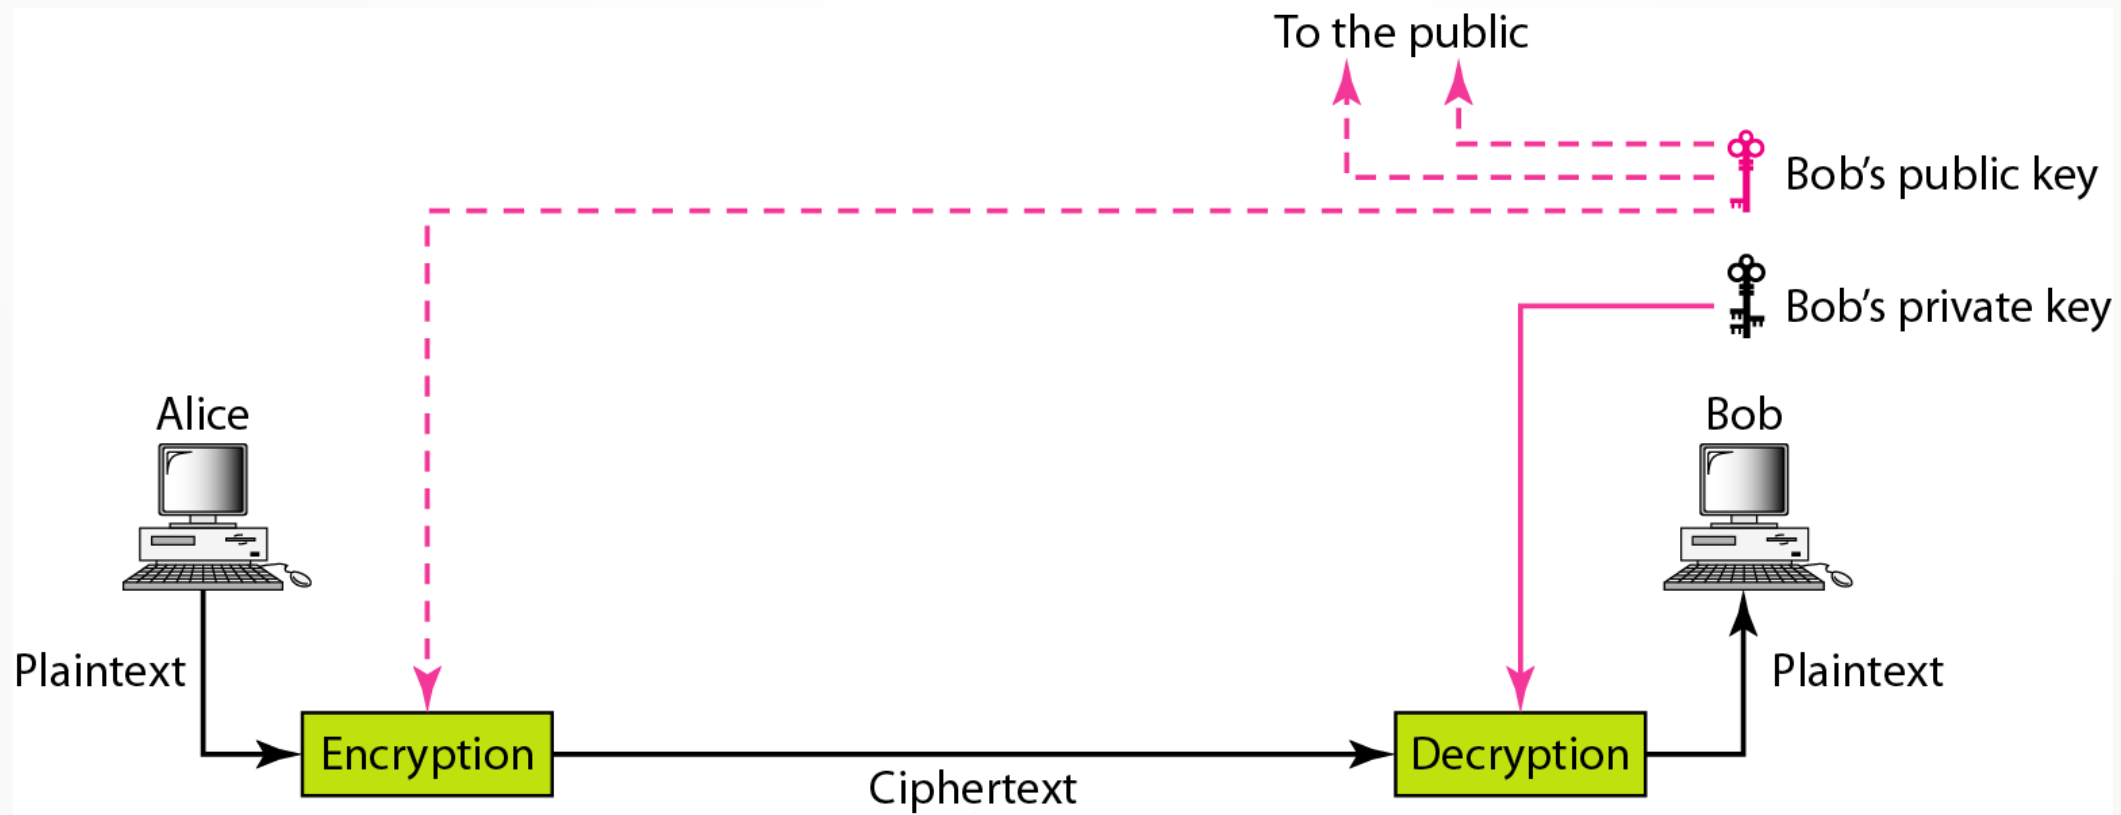 To the public
Bob’s public key
Bob’s private key
Alice
Bob
Plaintext
Plaintext
Encryption
Decryption
Ciphertext